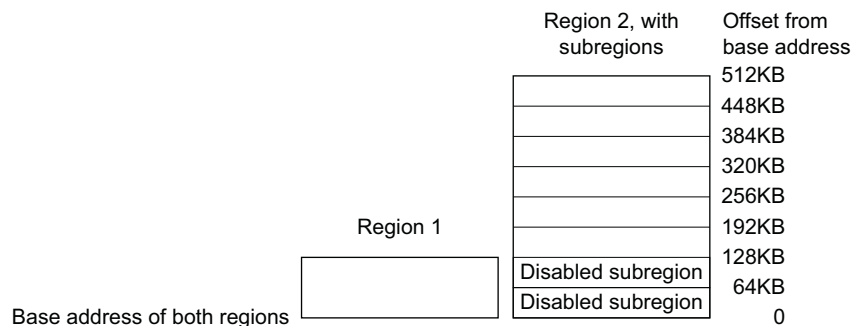 Region 2, with
subregions
Offset from
base address
512KB
448KB
384KB
320KB
256KB
192KB
Region 1
128KB
Disabled subregion
64KB
Disabled subregion
Base address of both regions
0